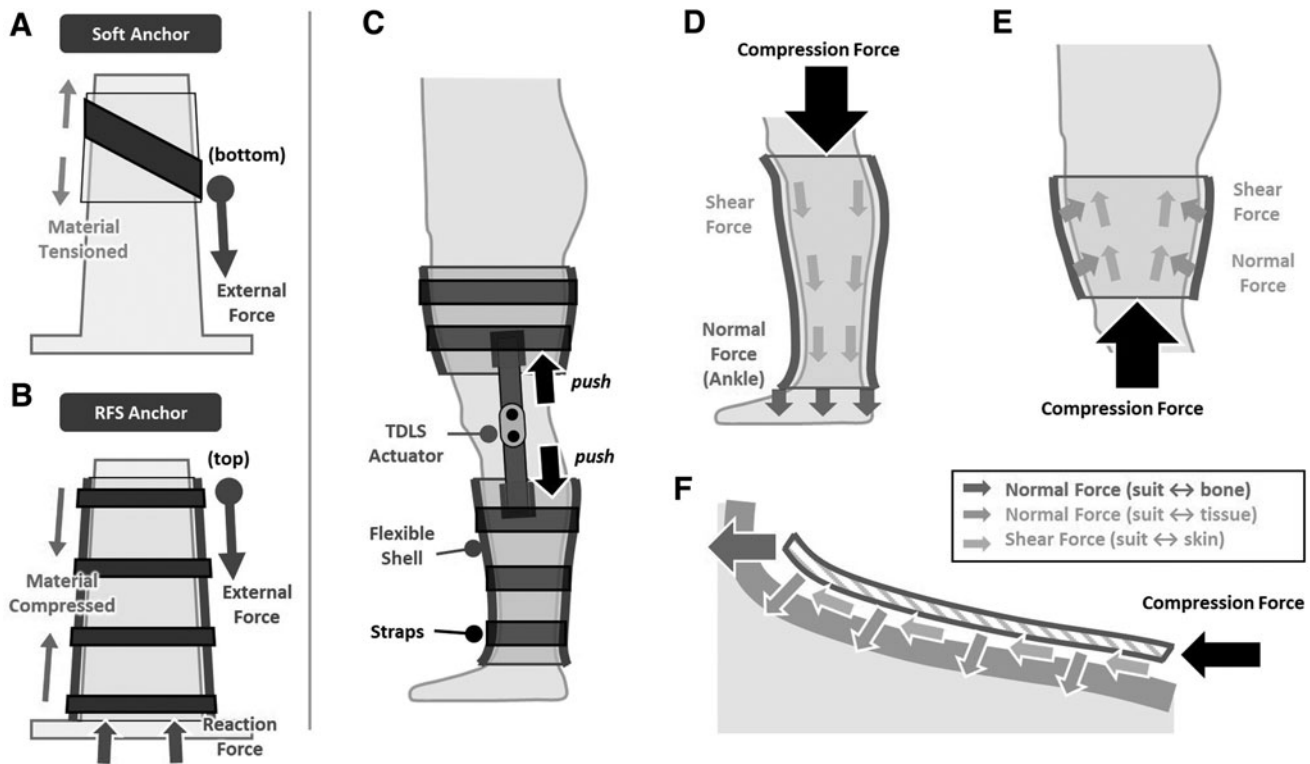 A
Soft Anchor
(bottom)
Material
Tensioned
External
Force
B
RFS Anchor
(top)
Material
Compressed
External
Force
Reaction
Force
C
push
push
TDLS
Actuator
Flexible
Shell
Straps
D
Compression Force
Shear
Force
Normal
Force
(Ankle)
E
Shear
Force
Normal
Force
Compression Force
F
Normal Force (suit ↔ bone)
Normal Force (suit ↔ tissue)
Shear Force (suit ↔ skin)
Compression Force